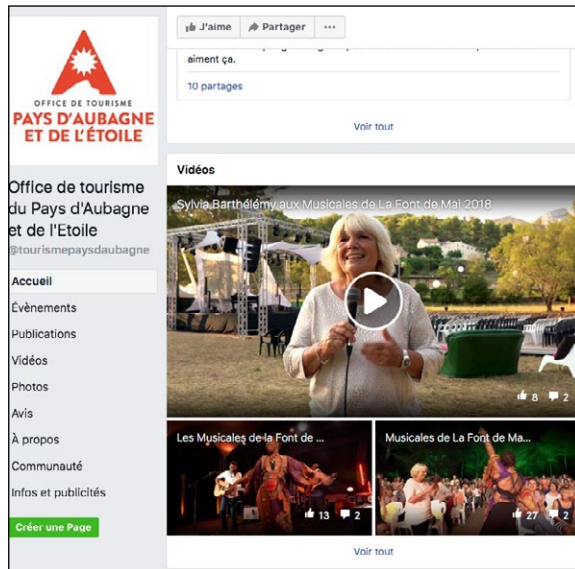 J'aime Partager ...
aiment ça.
10 partages
Voir tout
OFFICE DE TOURISME
PAYS D'AUBAGNE
ET DE L'ÉTOILE
Office de tourisme
du Pays d'Aubagne
et de l'Etoile
@tourismepaysdaubagne
Accueil
Évènements
Publications
Vidéos
Photos
Avis
À propos
Communauté
Infos et publicités
Créer une Page
Vidéos
Sylvia Barthélémy aux Musicales de La Font de Mai 2018
8 2
Les Musicales de la Font de ...
13 2
Musicales de La Font de Ma...
27 2
Voir tout